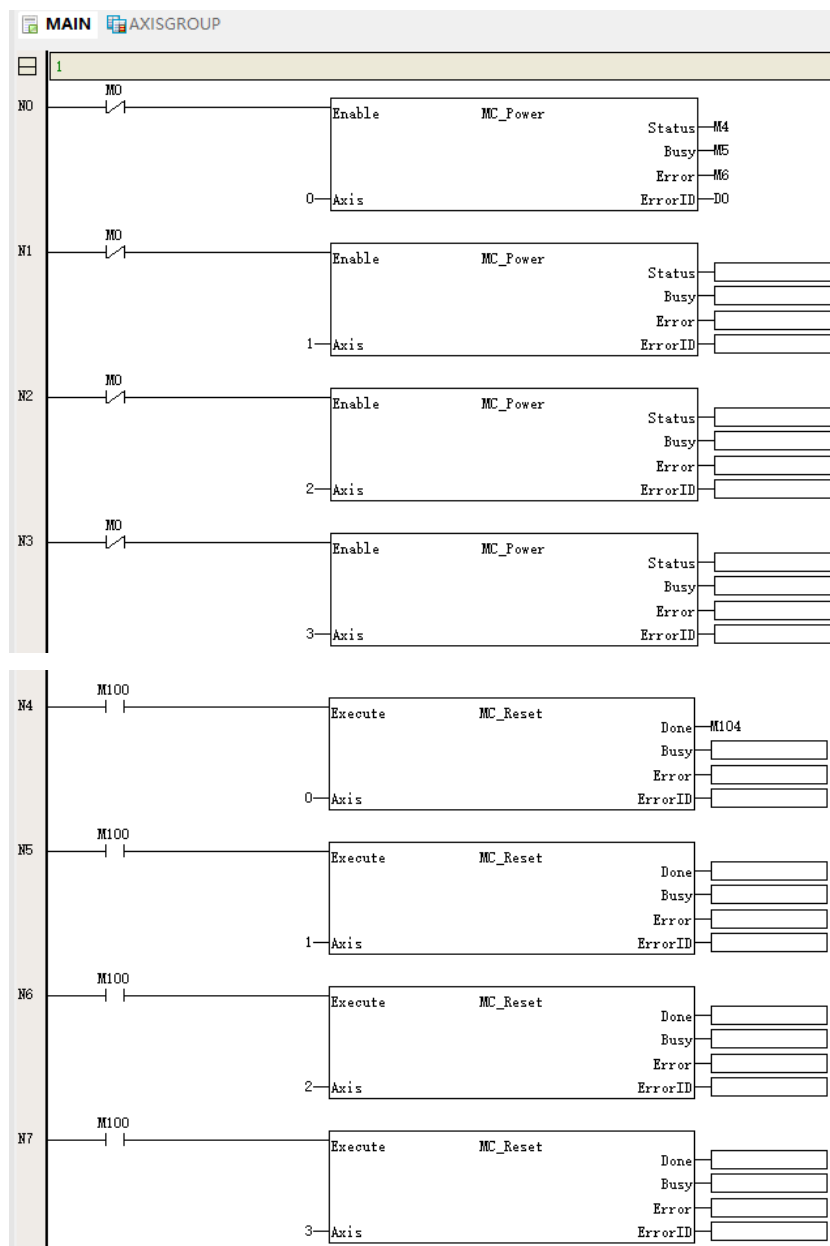 MAIN AXISGROUP
1
M0
N0
Enable MC_Power
Status M4
Busy M5
Error M6
0 Axis ErrorID D0
M0
N1
Enable MC_Power
Status
Busy
Error
1 Axis ErrorID
M0
N2
Enable MC_Power
Status
Busy
Error
2 Axis ErrorID
M0
N3
Enable MC_Power
Status
Busy
Error
3 Axis ErrorID
M100
N4
Execute MC_Reset
Done M104
Busy
Error
0 Axis ErrorID
M100
N5
Execute MC_Reset
Done
Busy
Error
1 Axis ErrorID
M100
N6
Execute MC_Reset
Done
Busy
Error
2 Axis ErrorID
M100
N7
Execute MC_Reset
Done
Busy
Error
3 Axis ErrorID